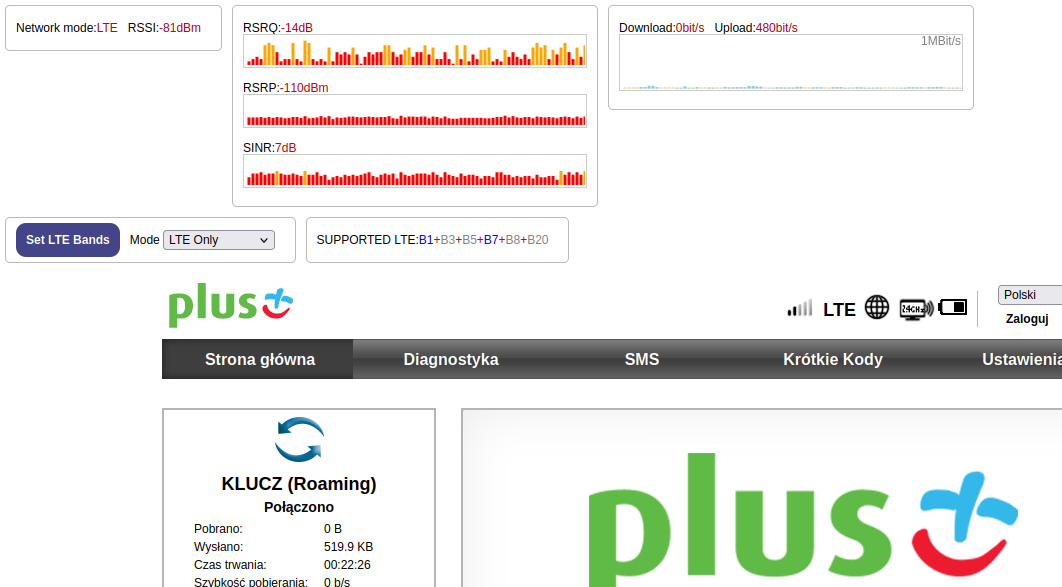 Network mode:LTE RSSI:-81dBm
RSRQ:-14dB
RSRP:-110dBm
SINR:7dB
Download:0bit/s Upload:480bit/s
1MBit/s
Set LTE Bands Mode LTE Only
SUPPORTED LTE:B1+B3+B5+B7+B8+B20
plus
LTE
2.4GHz
Polski
Zaloguj
Strona główna Diagnostyka SMS Krótkie Kody Ustawienia
KLUCZ (Roaming)
Połączono
Pobrano: 0 B
Wysłano: 519.9 KB
Czas trwania: 00:22:26
Szybkość pobierania: 0 b/s
plus